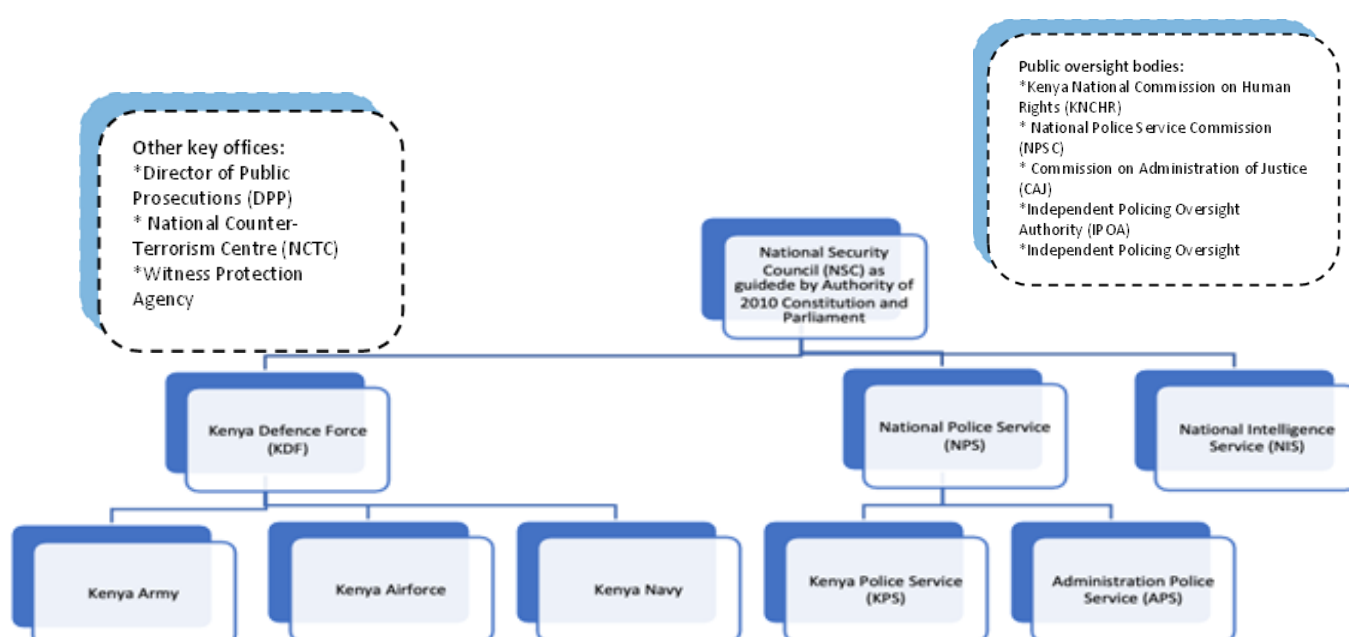 Public oversight bodies:
*Kenya National Commission on Human
Rights (KNCHR)
* National Police Service Commission
(NPSC)
* Commission on Administration of Justice
(CAJ)
*Independent Policing Oversight
Authority (IPOA)
*Independent Policing Oversight
Other key offices:
*Director of Public
Prosecutions (DPP)
* National Counter-
Terrorism Centre (NCTC)
*Witness Protection
Agency
National Security
Council (NSC) as
guidede by Authority of
2010 Constitution and
Parliament
Kenya Defence Force
(KDF)
National Police Service
(NPS)
National Intelligence
Service (NIS)
Kenya Army
Kenya Airforce
Kenya Navy
Kenya Police Service
(KPS)
Administration Police
Service (APS)